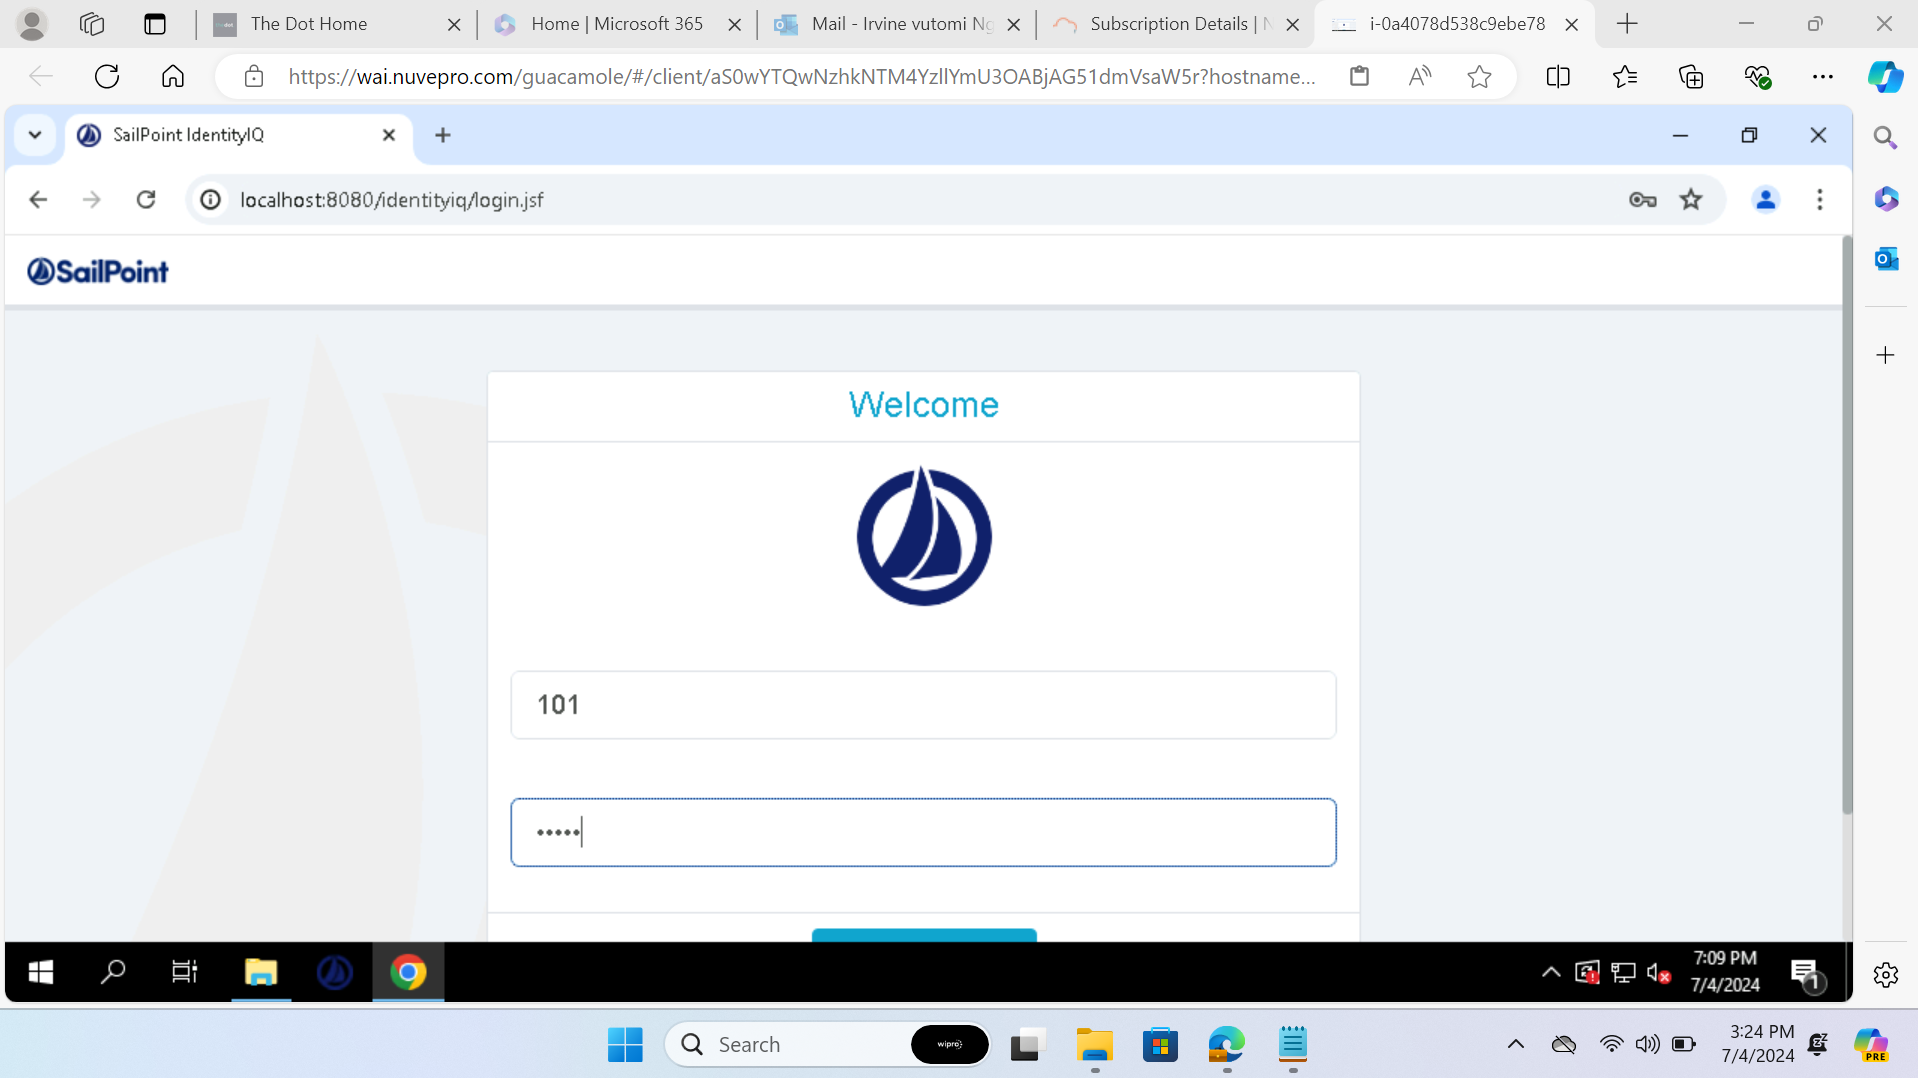 The Dot Home
Home | Microsoft 365
Mail - Irvine vutomi Ng
Subscription Details | N
i-0a4078d538c9ebe78
https://wai.nuvepro.com/guacamole/#/client/aS0wYTQwNzhkNTM4YzllYmU3OABjAG51dmVsaW5r?hostname...
SailPoint IdentityIQ
localhost:8080/identityiq/login.jsf
SailPoint
Welcome
101
•••••
7:09 PM
7/4/2024
1
Search
wipro
3:24 PM
7/4/2024
PRE